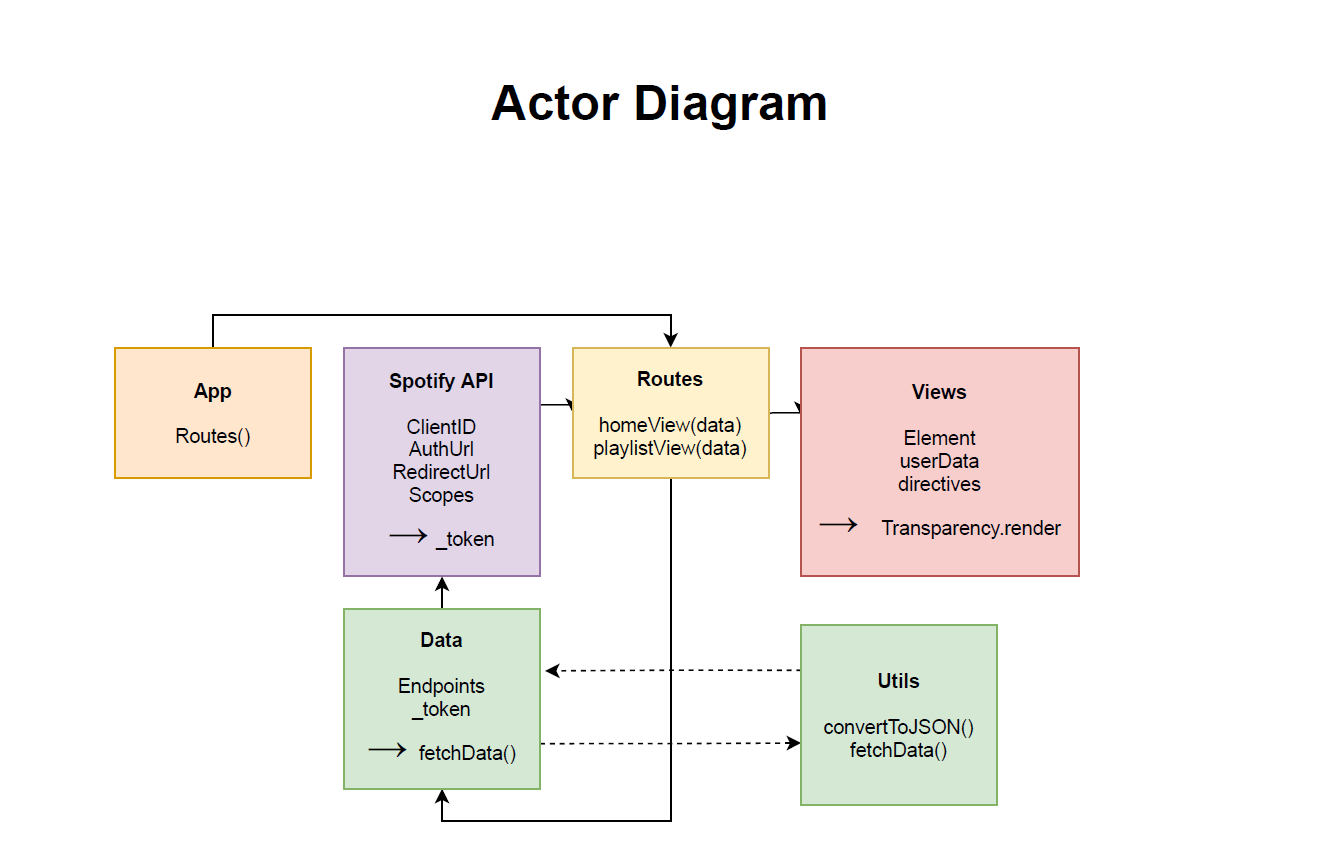 Actor Diagram
App
Routes()
Spotify API
ClientID
AuthUrl
RedirectUrl
Scopes
_token
Routes
homeView(data)
playlistView(data)
Views
Element
userData
directives
Transparency.render
Data
Endpoints
_token
fetchData()
Utils
convertToJSON()
fetchData()